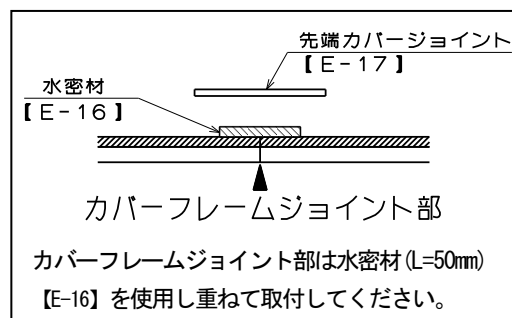 先端カバージョイント
【E-17】
水密材
【E-16】
カバーフレームジョイント部
カバーフレームジョイント部は水密材(L=50mm)
【E-16】を使用し重ねて取付してください。